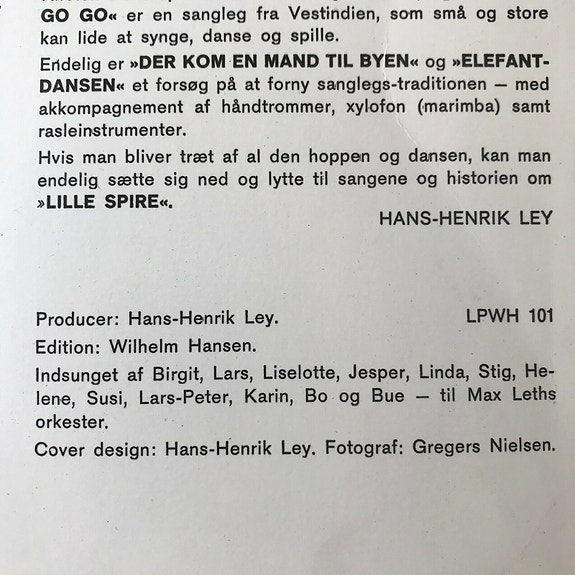 GO GO« er en sangleg fra Vestindien, som små og store
kan lide at synge, danse og spille.
Endelig er »DER KOM EN MAND TIL BYEN« og »ELEFANT-
DANSEN« et forsøg på at forny sanglegs-traditionen — med
akkompagnement af håndtrommer, xylofon (marimba) samt
rasleinstrumenter.
Hvis man bliver træt af al den hoppen og dansen, kan man
endelig sætte sig ned og lytte til sangene og historien om
»LILLE SPIRE«.
HANS-HENRIK LEY
Producer: Hans-Henrik Ley. LPWH 101
Edition: Wilhelm Hansen.
Indsunget af Birgit, Lars, Liselotte, Jesper, Linda, Stig, He-
lene, Susi, Lars-Peter, Karin, Bo og Bue — til Max Leths
orkester.
Cover design: Hans-Henrik Ley. Fotograf: Gregers Nielsen.